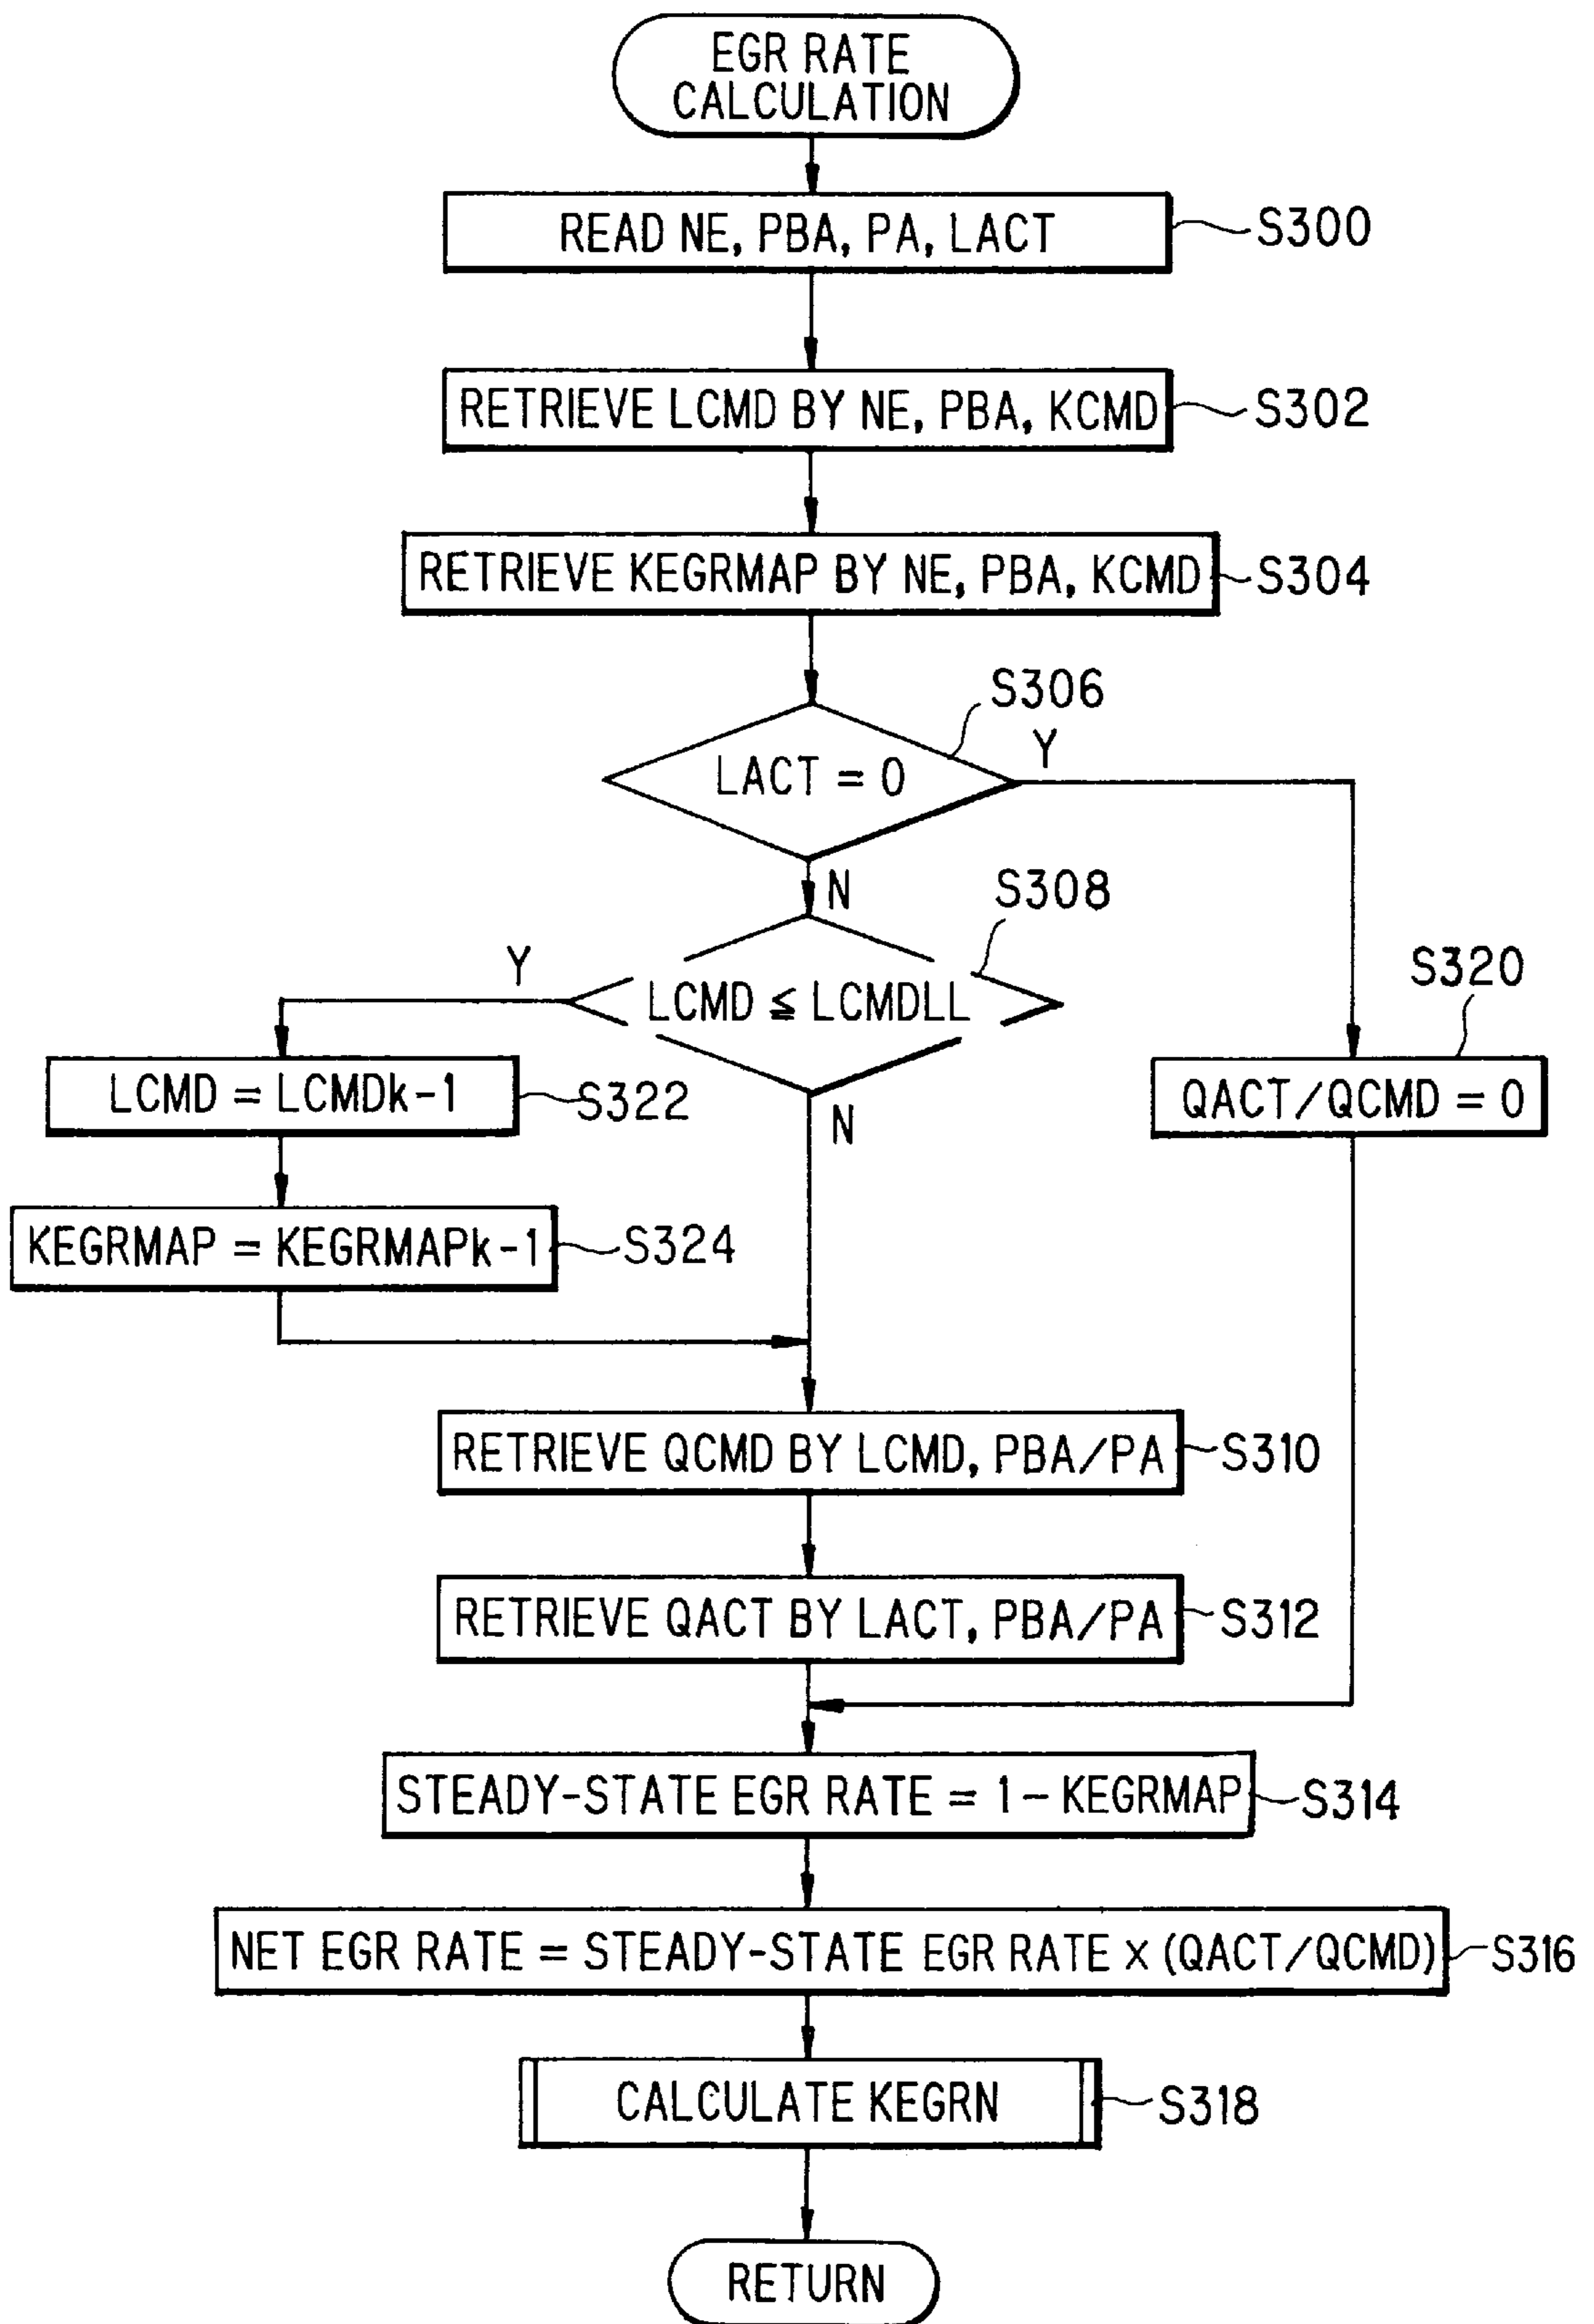 EGR RATE
CALCULATION
READ NE, PBA, PA, LACT
S300
RETRIEVE LCMD BY NE, PBA, KCMD
S302
RETRIEVE KEGRMAP BY NE, PBA, KCMD
S304
S306
LACT = 0
Y
N
S308
Y
LCMD ≦ LCMDLL
N
S320
QACT/QCMD = 0
LCMD = LCMDk-1
S322
KEGRMAP = KEGRMAPk-1
S324
RETRIEVE QCMD BY LCMD, PBA/PA
S310
RETRIEVE QACT BY LACT, PBA/PA
S312
STEADY-STATE EGR RATE = 1 - KEGRMAP
S314
NET EGR RATE = STEADY-STATE EGR RATE × (QACT/QCMD)
S316
CALCULATE KEGRN
S318
RETURN